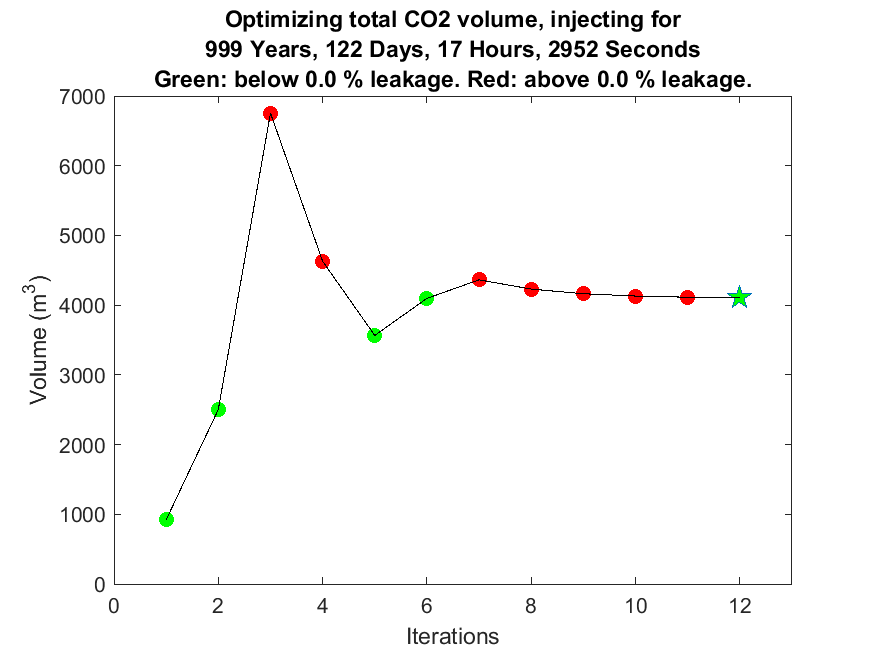 Optimizing total CO2 volume, injecting for
999 Years, 122 Days, 17 Hours, 2952 Seconds
Green: below 0.0 % leakage. Red: above 0.0 % leakage.
7000
6000
5000
4000
3000
2000
1000
0
Volume (m³)
0 2 4 6 8 10 12
Iterations